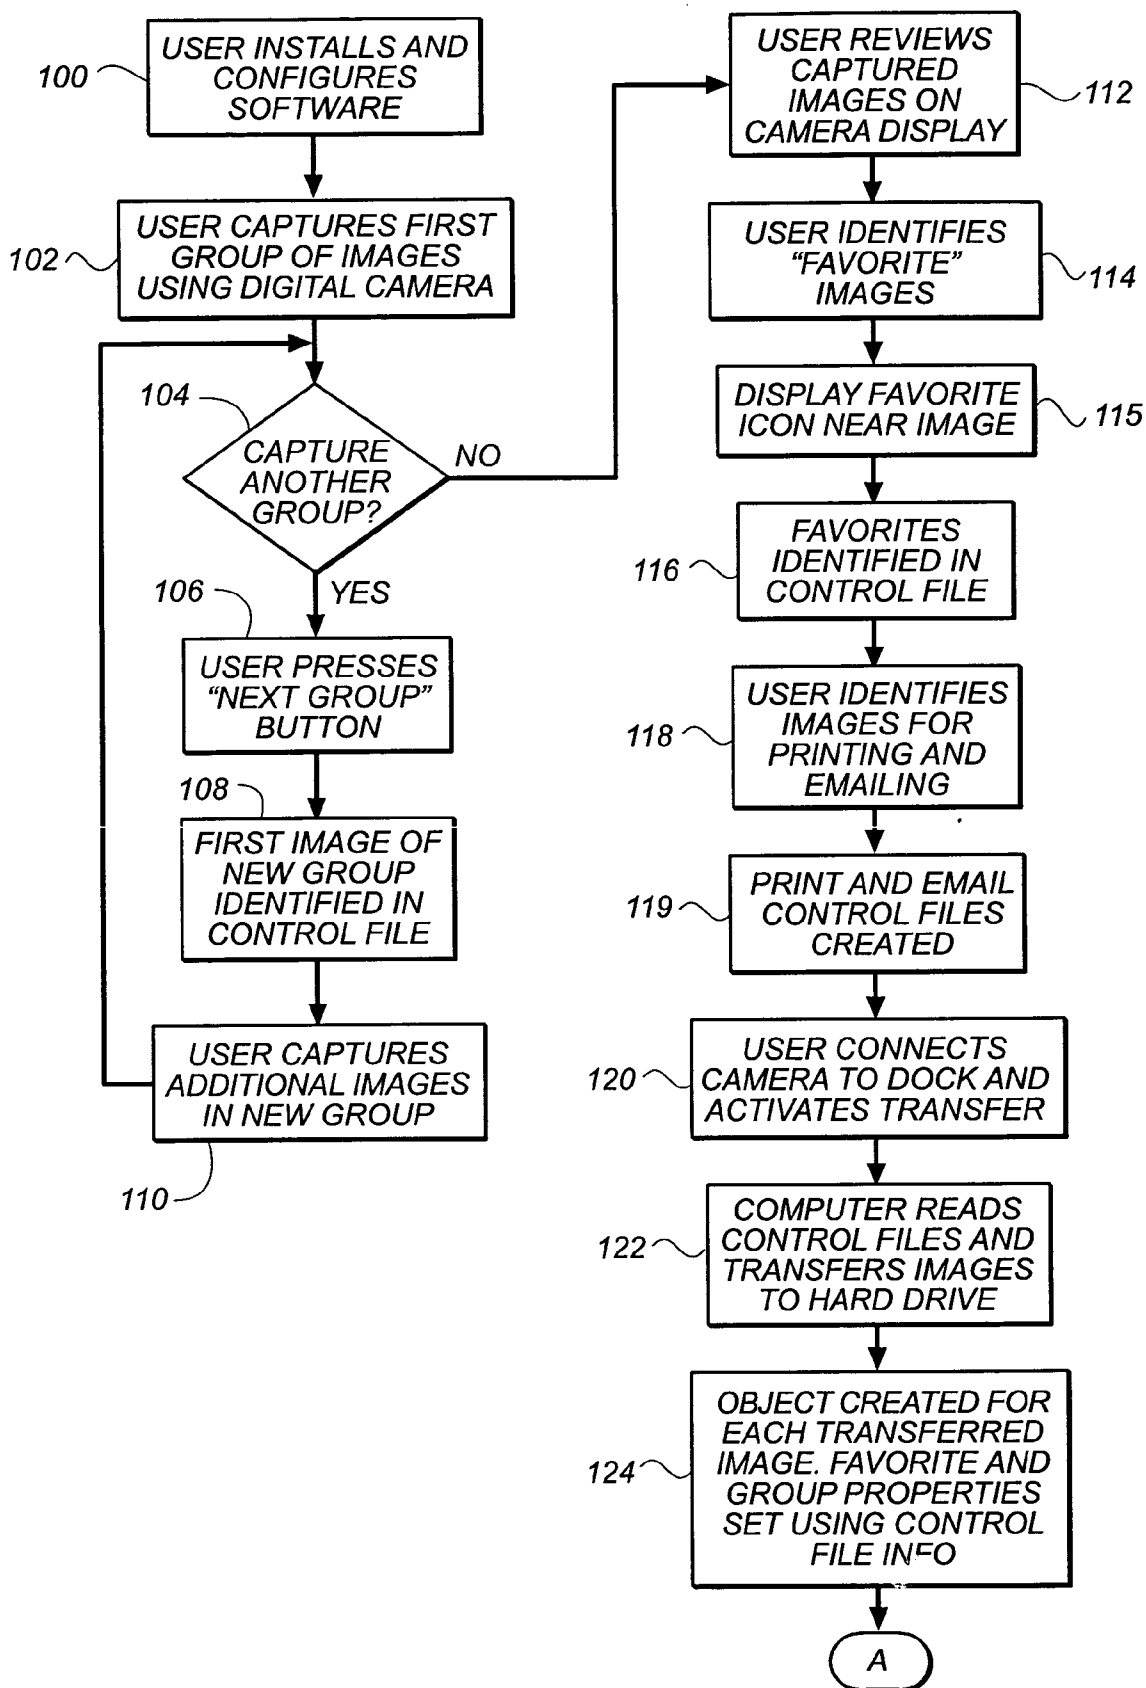 100
USER INSTALLS AND
CONFIGURES
SOFTWARE
102
USER CAPTURES FIRST
GROUP OF IMAGES
USING DIGITAL CAMERA
104
CAPTURE
ANOTHER
GROUP?
NO
YES
106
USER PRESSES
“NEXT GROUP”
BUTTON
108
FIRST IMAGE OF
NEW GROUP
IDENTIFIED IN
CONTROL FILE
USER CAPTURES
ADDITIONAL IMAGES
IN NEW GROUP
110
USER REVIEWS
CAPTURED
IMAGES ON
CAMERA DISPLAY
112
USER IDENTIFIES
“FAVORITE”
IMAGES
114
DISPLAY FAVORITE
ICON NEAR IMAGE
115
116
FAVORITES
IDENTIFIED IN
CONTROL FILE
118
USER IDENTIFIES
IMAGES FOR
PRINTING AND
EMAILING
119
PRINT AND EMAIL
CONTROL FILES
CREATED
120
USER CONNECTS
CAMERA TO DOCK AND
ACTIVATES TRANSFER
122
COMPUTER READS
CONTROL FILES AND
TRANSFERS IMAGES
TO HARD DRIVE
124
OBJECT CREATED FOR
EACH TRANSFERRED
IMAGE. FAVORITE AND
GROUP PROPERTIES
SET USING CONTROL
FILE INFO
A